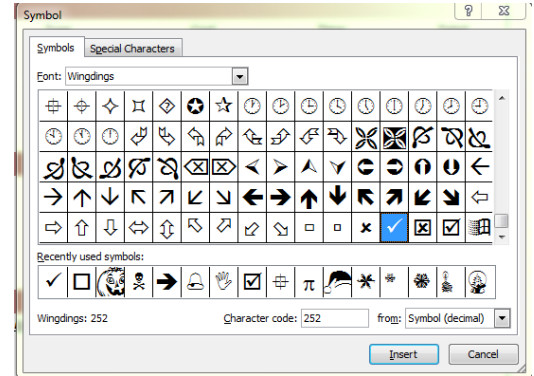 Symbol
Symbols Special Characters
Font: Wingdings
Recently used symbols:
π
Wingdings: 252 Character code: 252 from: Symbol (decimal)
Insert Cancel